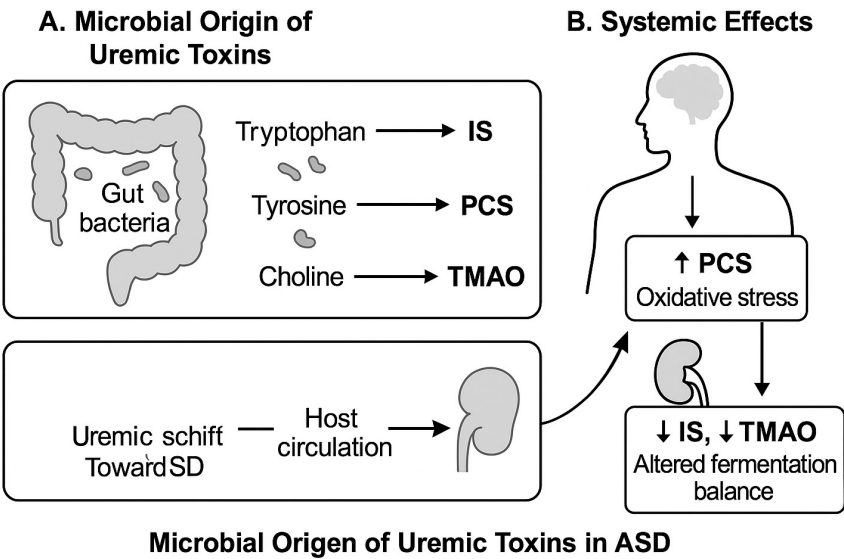 A. Microbial Origin of
Uremic Toxins
Gut
bacteria
Tryptophan → IS
Tyrosine → PCS
Choline → TMAO
Uremic schift
Toward SD
Host
circulation
B. Systemic Effects
↑ PCS
Oxidative stress
↓ IS, ↓ TMAO
Altered fermentation
balance
Microbial Origen of Uremic Toxins in ASD